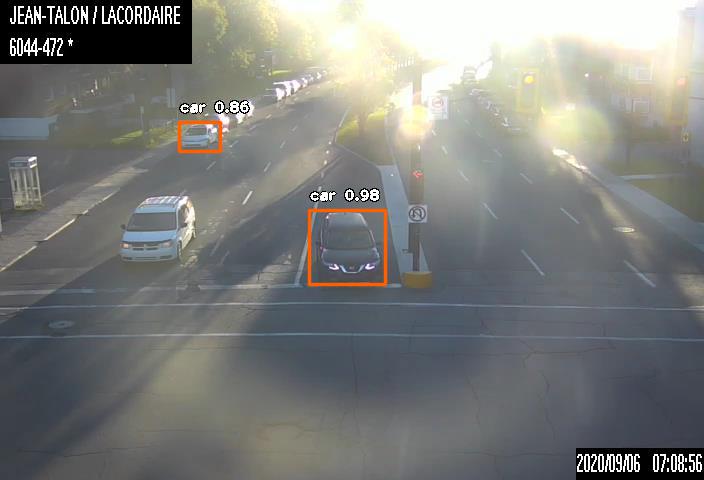 JEAN-TALON / LACORDAIRE
6044-472 *
car 0.86
car 0.98
2020/09/06 07:08:56